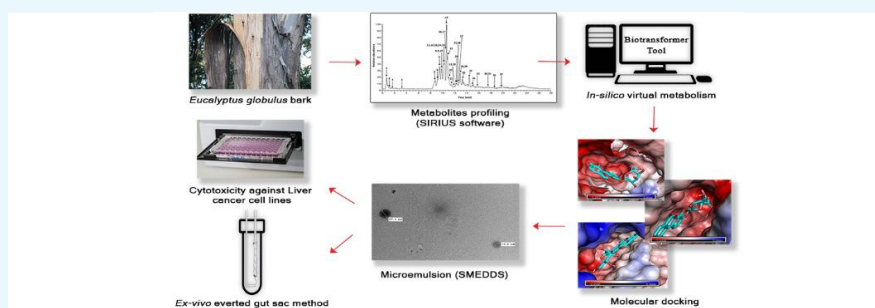 Biotransformer
Tool
Eucalyptus globulus bark
Metabolites profiling
(SIRIUS software)
In-silico virtual metabolism
Cytotoxicity against Liver
cancer cell lines
Microemulsion (SMEDDS)
Ex-vivo everted gut sac method
Molecular docking